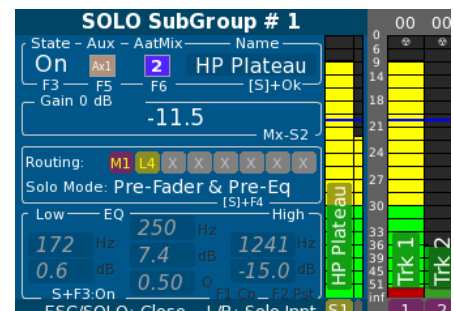 SOLO SubGroup # 1
State – Aux – AatMix – Name
On Ax1 2 HP Plateau
F3 – F5 – F6 – [S]+Ok
Gain 0 dB
-11.5
Mx-S2
Routing: M1 L4 X X X X X X X
Solo Mode: Pre-Fader & Pre-Eq
[S]+F4
Low – EQ – High
250 Hz
172 Hz 1241 Hz
7.4 dB
0.6 dB -15.0 dB
0.50 Q
S+F3:On F1:Co F2:Pst
ESC/SOLO: Close L/R: Solo Inpt
HP Plateau
S1
00 00
0
6
9
14
18
21
24
27
30
33
36
39
45
51
inf
Trk 1
Trk 2
1 2